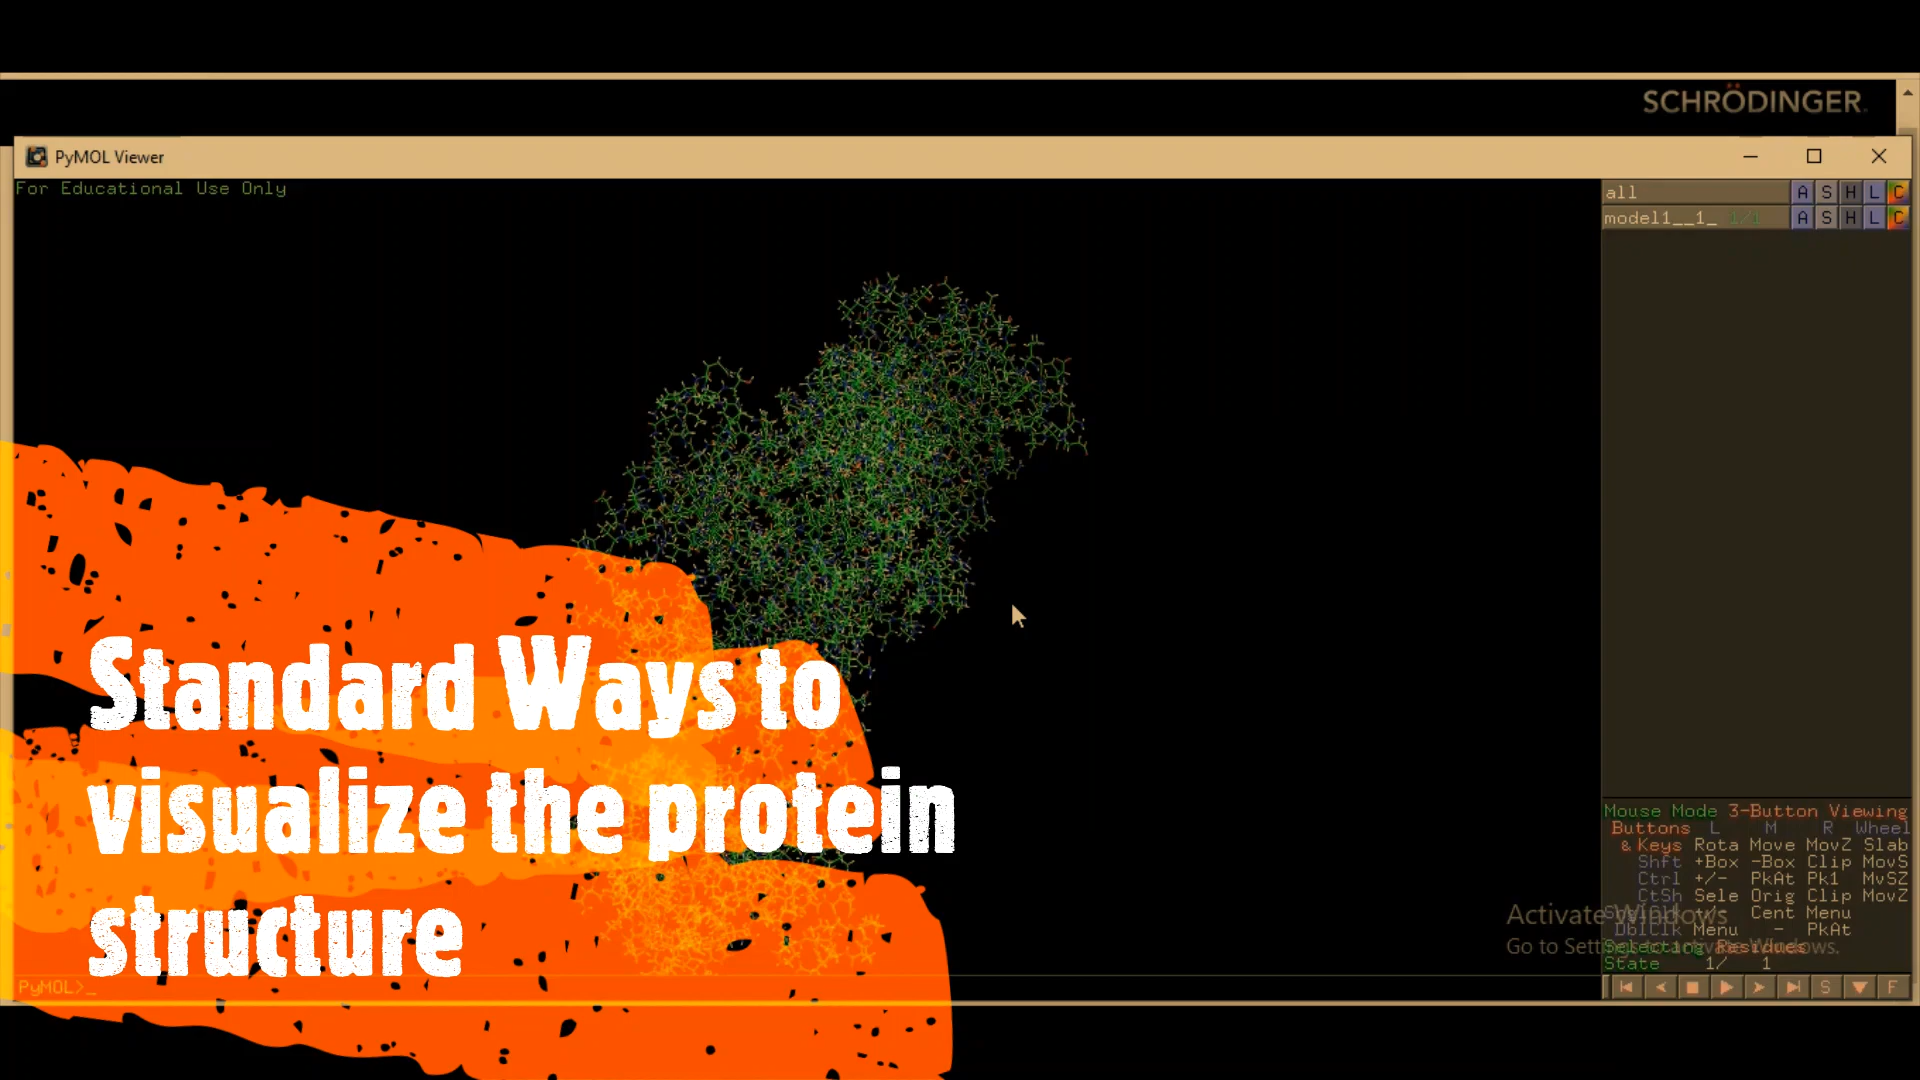 SCHRÖDINGER
PyMOL Viewer
For Educational Use Only
all A S H L C
model1__1_ 1/1 A S H L C
Standard Ways to
visualize the protein
structure
Mouse Mode 3-Button Viewing
Buttons L M R Wheel
& Keys Rota Move MovZ Slab
Shft +Box -Box Clip MovS
Ctrl +/- PkAt Pk1 MvSZ
CtSh Sele Orig Clip MovZ
Cent Menu
DblClk Menu - PkAt
Selecting Residues
State 1/ 1
Activate Windows
Go to Settings to activate Windows.
PyMOL>_
S F